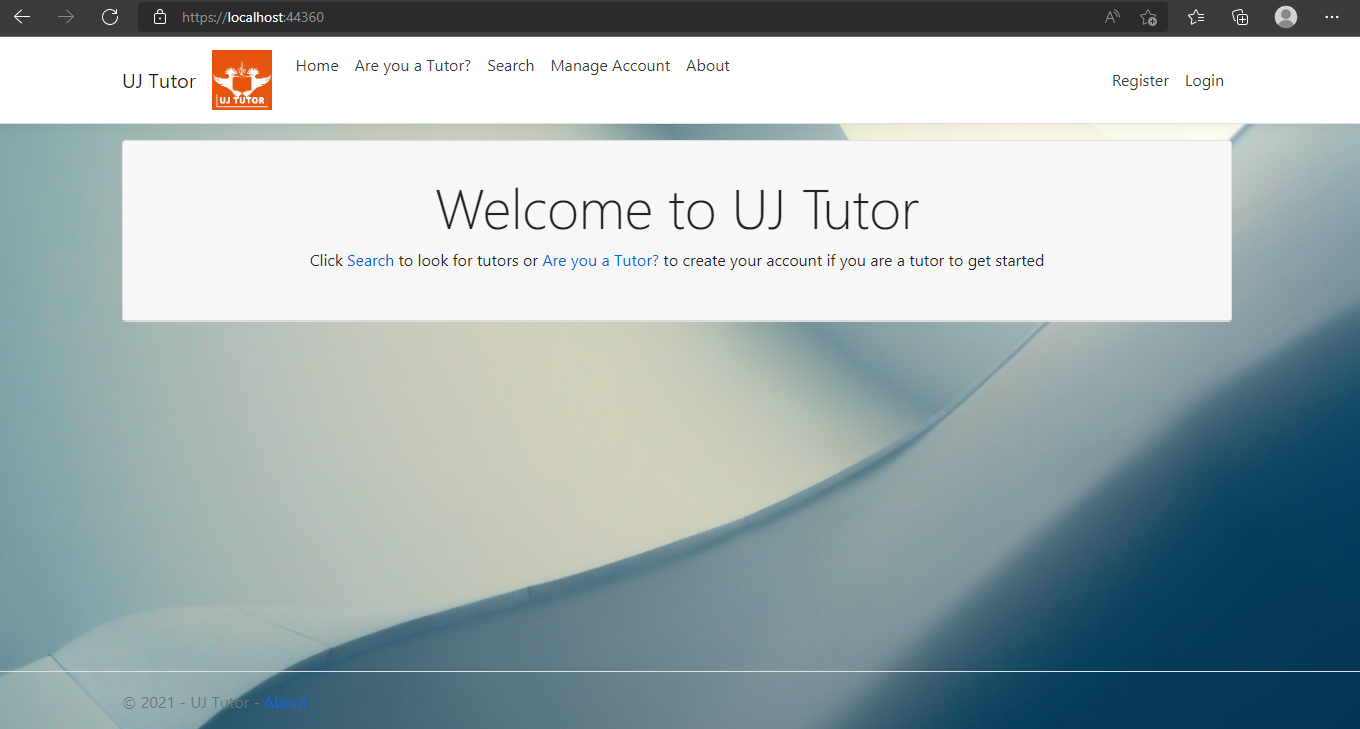 https://localhost:44360
UJ Tutor
UJ TUTOR
Home Are you a Tutor? Search Manage Account About
Register Login
Welcome to UJ Tutor
Click Search to look for tutors or Are you a Tutor? to create your account if you are a tutor to get started
© 2021 - UJ Tutor - About